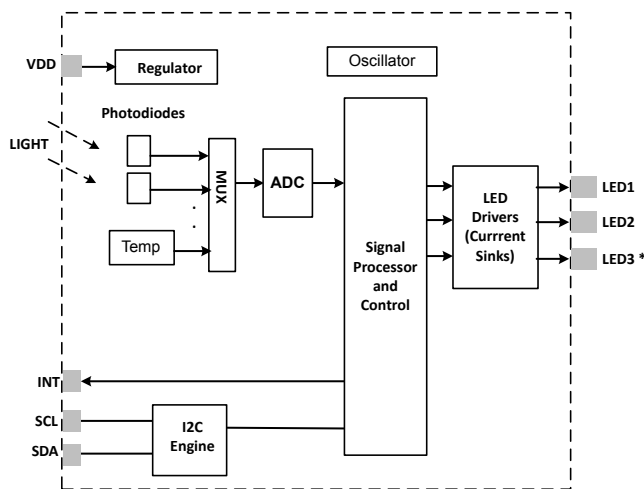 VDD
Regulator
Oscillator
Photodiodes
LIGHT
MUX
ADC
Temp
Signal
Processor
and
Control
LED
Drivers
(Currrent
Sinks)
LED1
LED2
LED3 *
INT
SCL
SDA
I2C
Engine